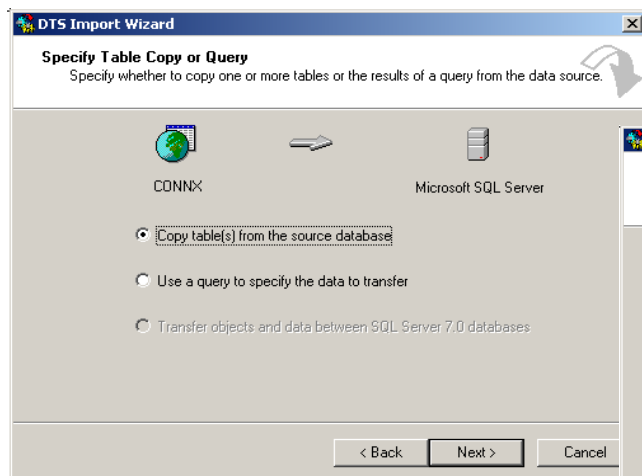 DTS Import Wizard
Specify Table Copy or Query
Specify whether to copy one or more tables or the results of a query from the data source.
CONNX
Microsoft SQL Server
Copy table(s) from the source database
Use a query to specify the data to transfer
Transfer objects and data between SQL Server 7.0 databases
< Back
Next >
Cancel